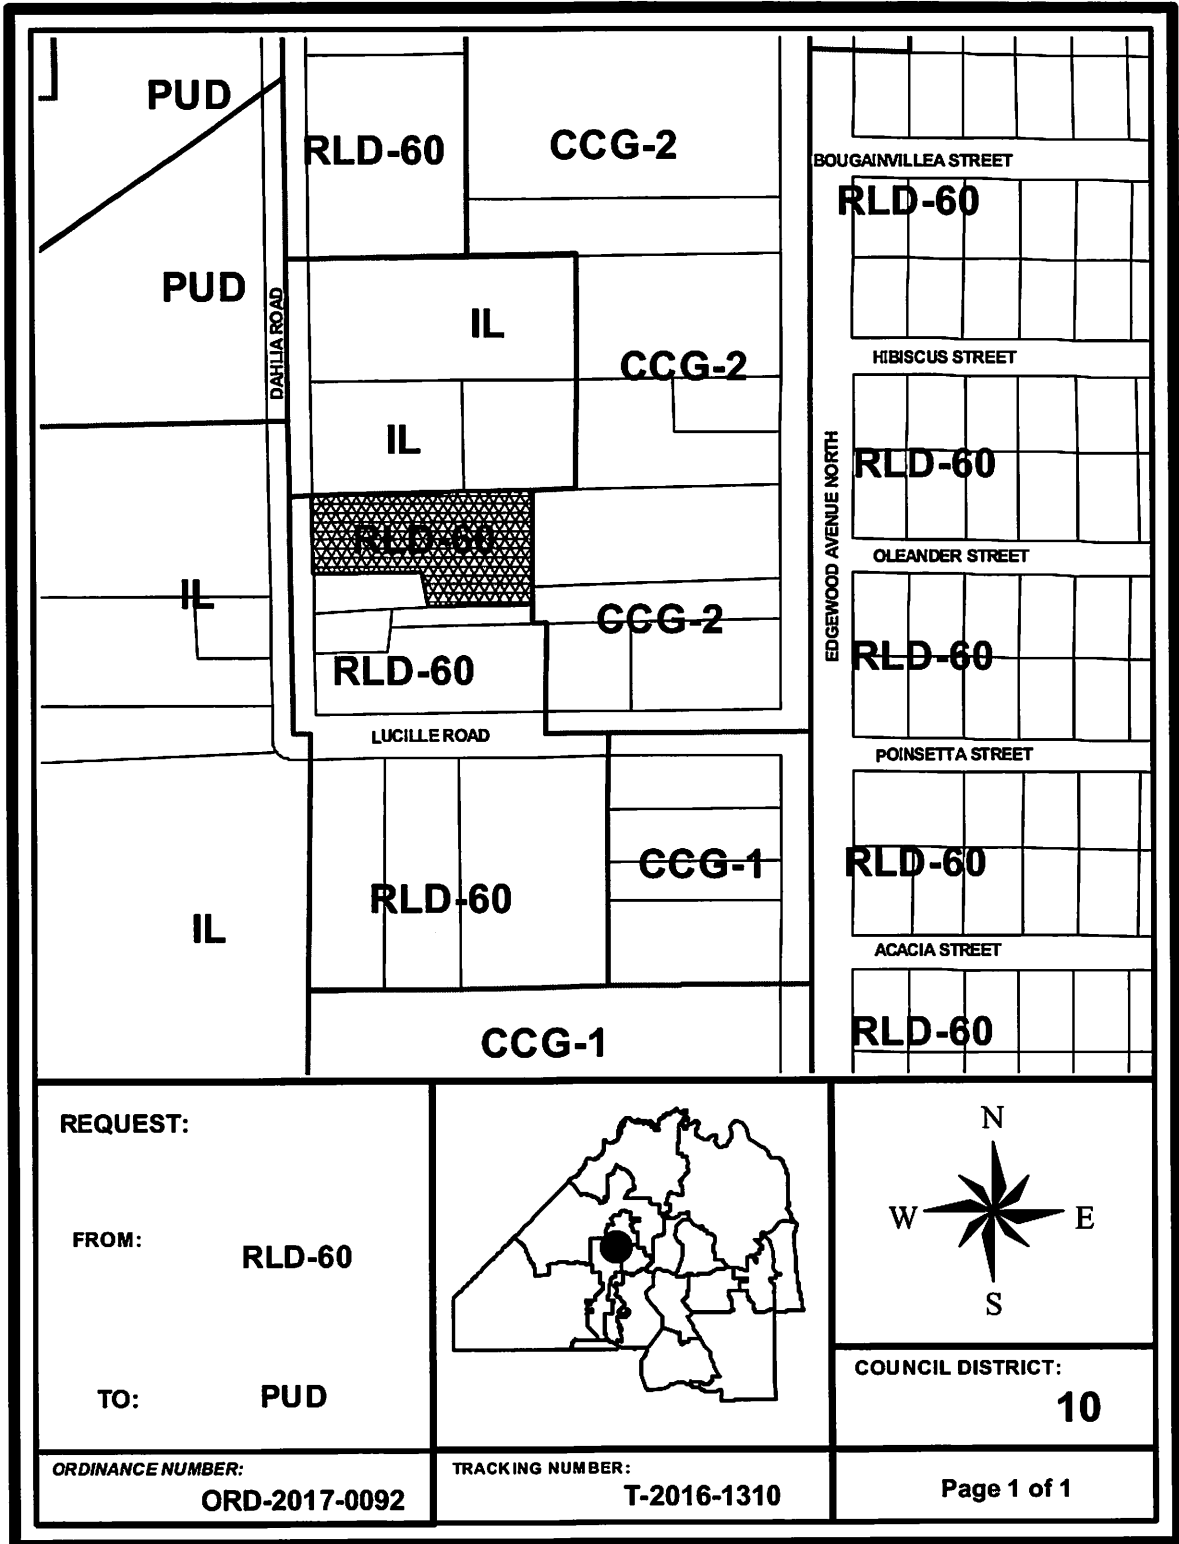 PUD
RLD-60
CCG-2
BOUGAINVILLEA STREET
RLD-60
PUD
DAHLIA ROAD
IL
CCG-2
HIBISCUS STREET
IL
EDGEWOOD AVENUE NORTH
RLD-60
RLD-60
OLEANDER STREET
IL
CCG-2
RLD-60
RLD-60
LUCILLE ROAD
POINSETTA STREET
CCG-1
RLD-60
RLD-60
IL
ACACIA STREET
CCG-1
RLD-60
REQUEST:
FROM:
RLD-60
TO:
PUD
N
W
E
S
COUNCIL DISTRICT:
10
ORDINANCE NUMBER:
ORD-2017-0092
TRACKING NUMBER:
T-2016-1310
Page 1 of 1